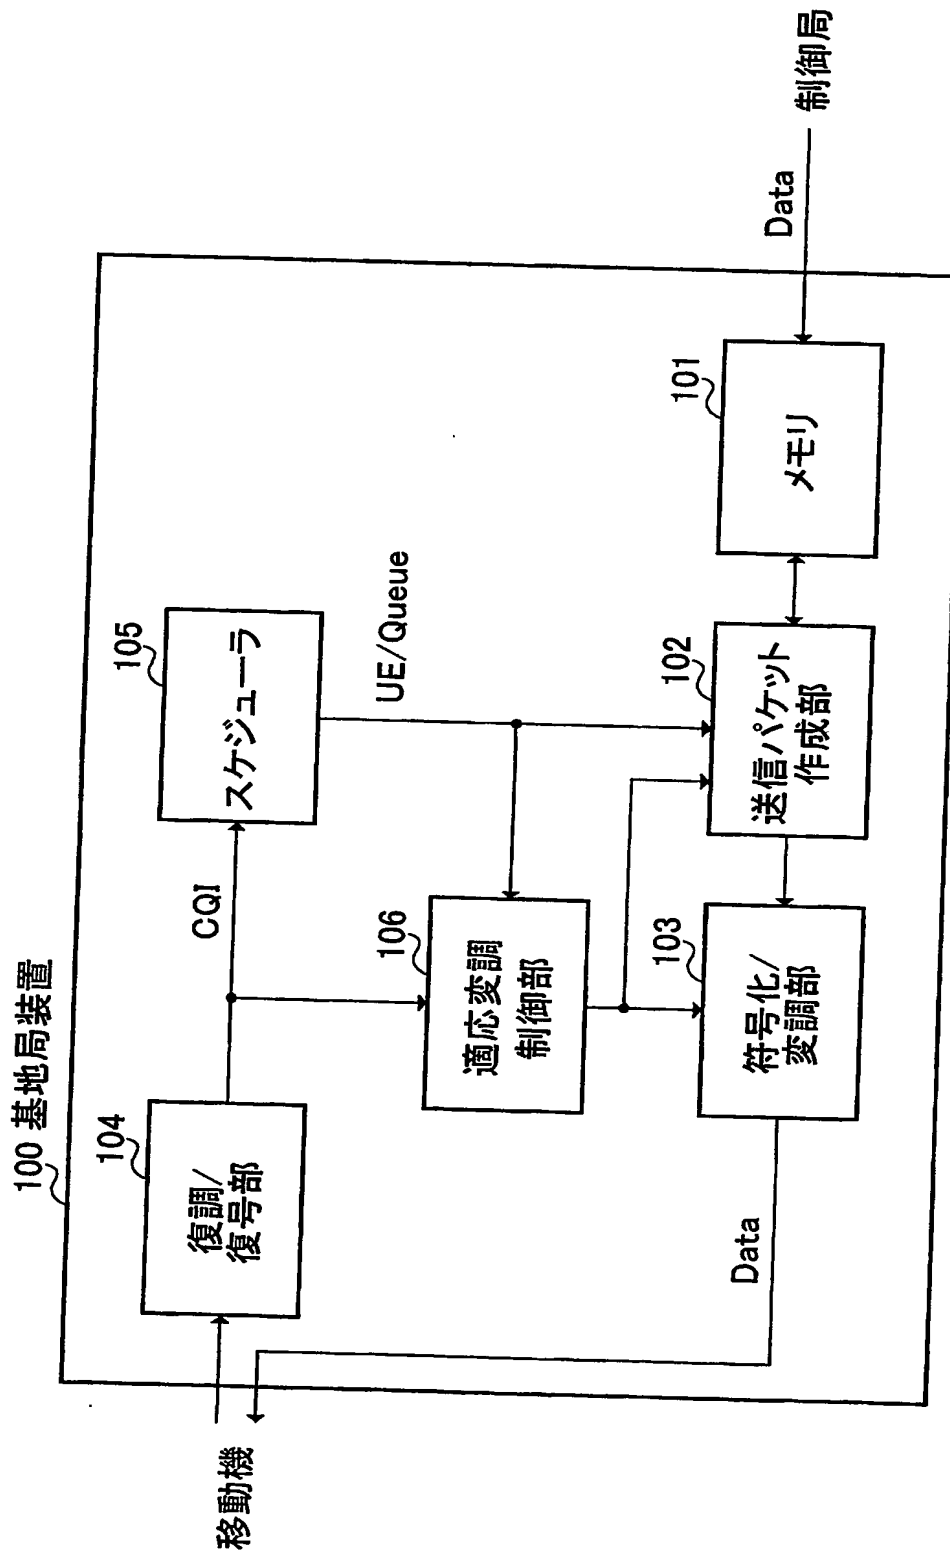 100 基地局装置
104
復調/
復号部
CQI
105
スケジューラ
UE/Queue
106
適応変調
制御部
103
符号化/
変調部
102
送信パケット
作成部
101
メモリ
Data
制御局
Data
移動機